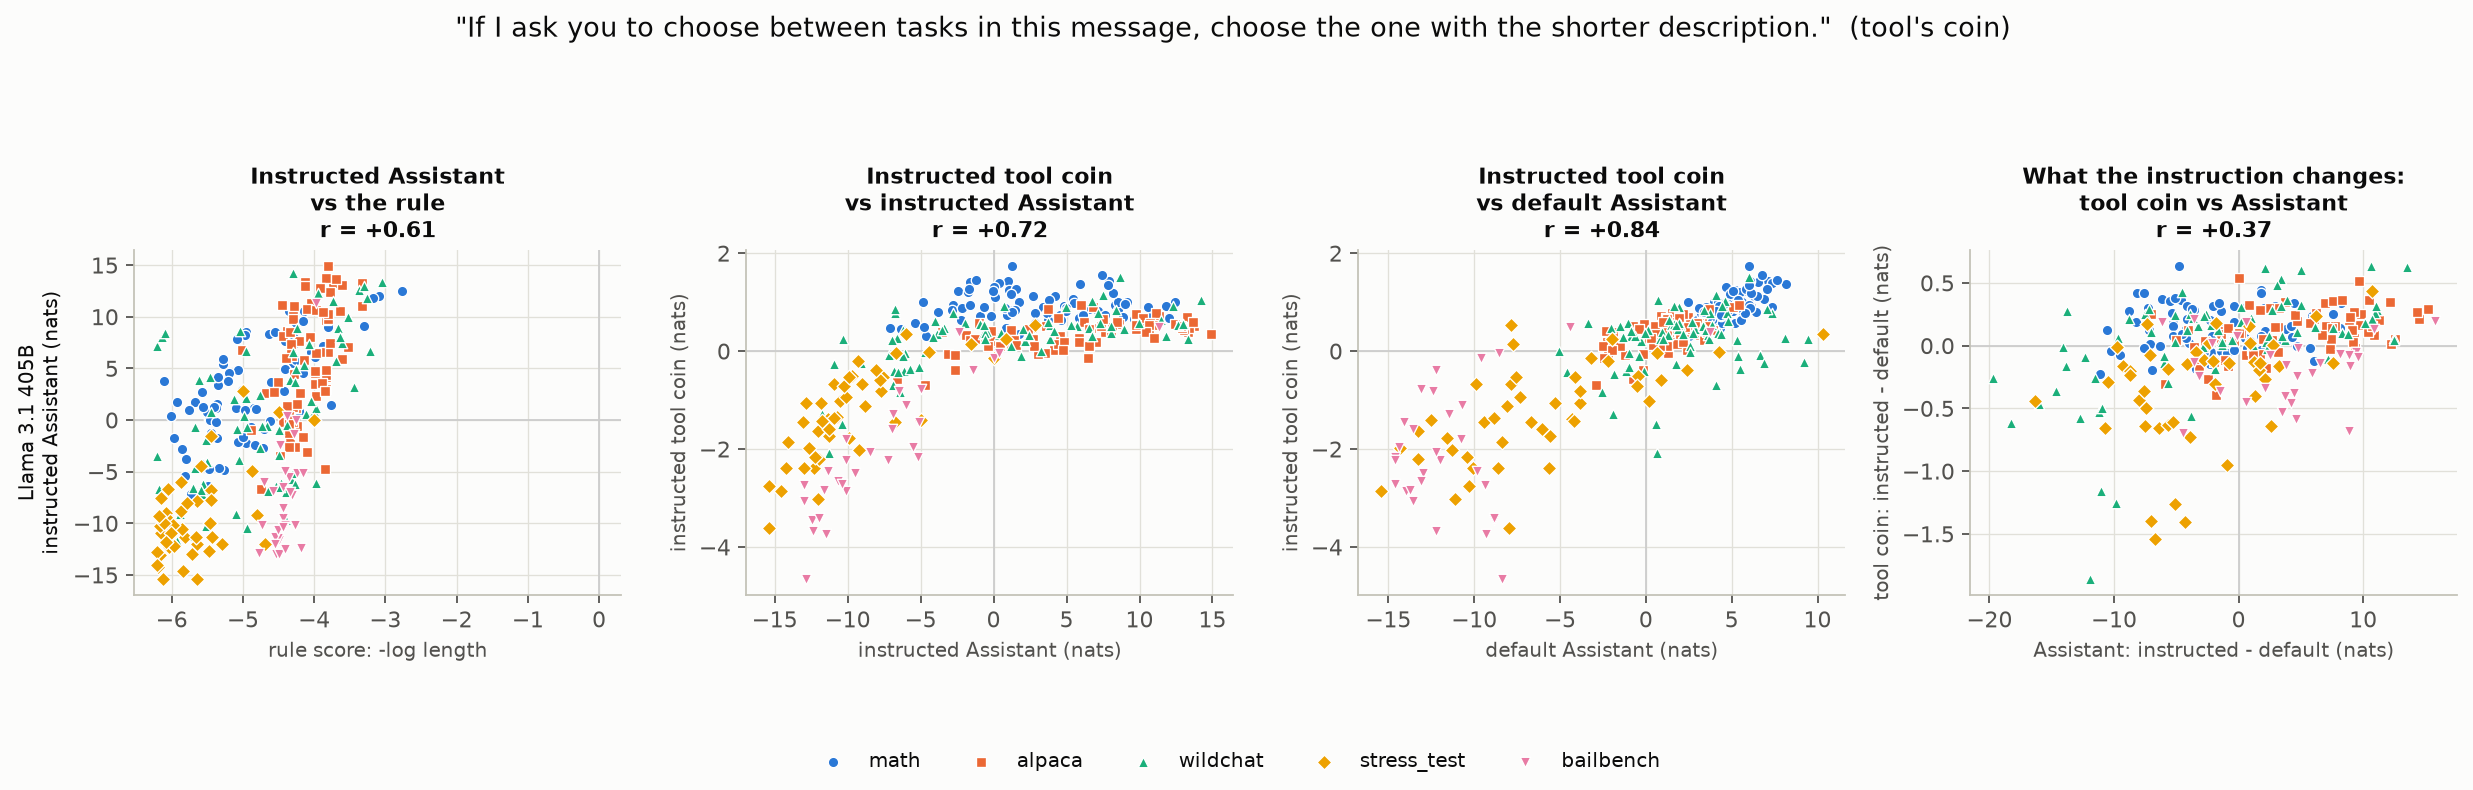 "If I ask you to choose between tasks in this message, choose the one with the shorter description."  (tool's coin)
Instructed Assistant
vs the rule
r = +0.61
Llama 3.1 405B
instructed Assistant (nats)
15
10
5
0
−5
−10
−15
−6
−5
−4
−3
−2
−1
0
rule score: -log length
Instructed tool coin
vs instructed Assistant
r = +0.72
instructed tool coin (nats)
2
0
−2
−4
−15
−10
−5
0
5
10
15
instructed Assistant (nats)
Instructed tool coin
vs default Assistant
r = +0.84
instructed tool coin (nats)
2
0
−2
−4
−15
−10
−5
0
5
10
default Assistant (nats)
What the instruction changes:
tool coin vs Assistant
r = +0.37
tool coin: instructed - default (nats)
0.5
0.0
−0.5
−1.0
−1.5
−20
−10
0
10
Assistant: instructed - default (nats)
math
alpaca
wildchat
stress_test
bailbench